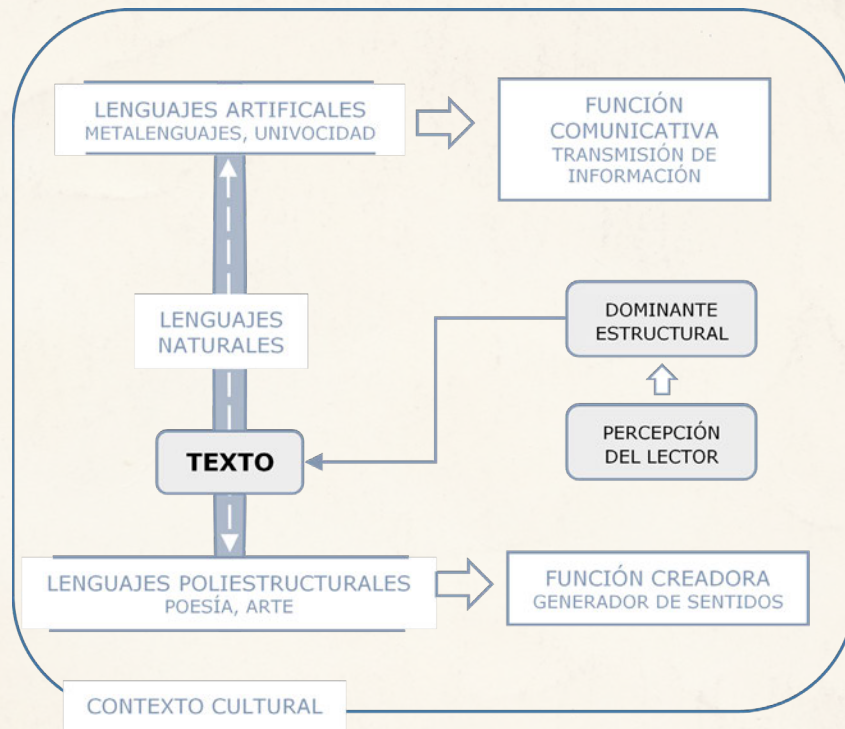 LENGUAJES ARTIFICALES
METALENGUAJES, UNIVOCIDAD
FUNCIÓN
COMUNICATIVA
TRANSMISIÓN DE
INFORMACIÓN
LENGUAJES
NATURALES
DOMINANTE
ESTRUCTURAL
PERCEPCIÓN
DEL LECTOR
TEXTO
LENGUAJES POLIESTRUCTURALES
POESÍA, ARTE
FUNCIÓN CREADORA
GENERADOR DE SENTIDOS
CONTEXTO CULTURAL